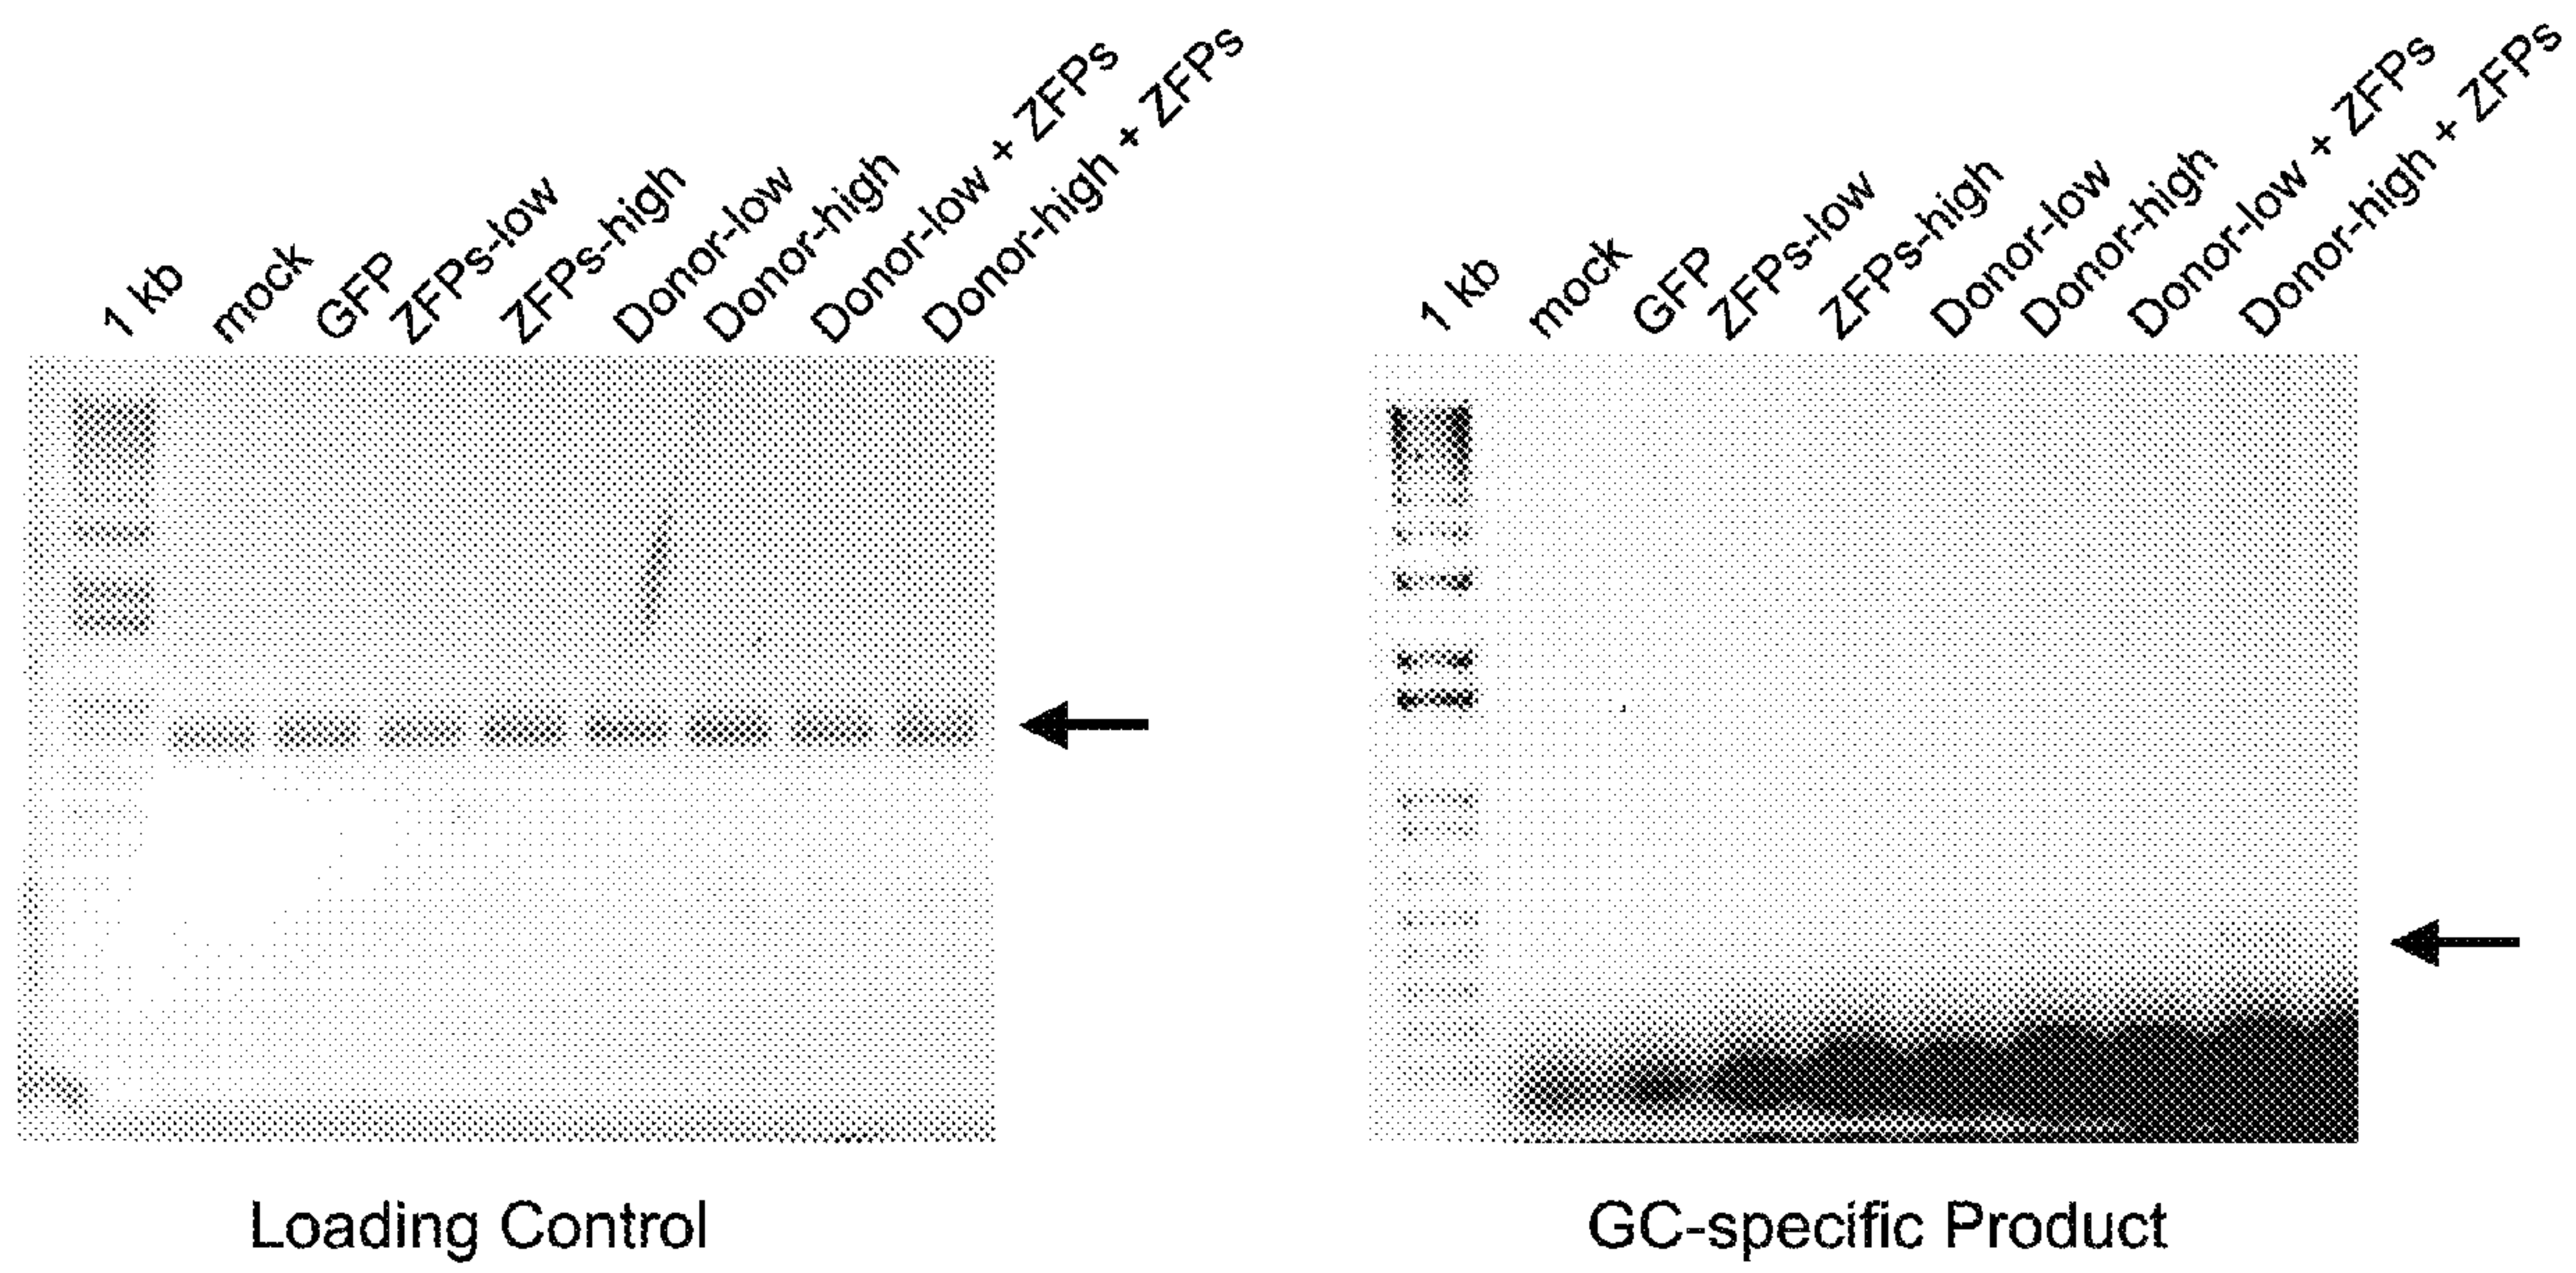 1 kb
mock
GFP
ZFPs-low
ZFPs-high
Donor-low
Donor-high
Donor-low + ZFPs
Donor-high + ZFPs
1 kb
mock
GFP
ZFPs-low
ZFPs-high
Donor-low
Donor-high
Donor-low + ZFPs
Donor-high + ZFPs
Loading Control
GC-specific Product